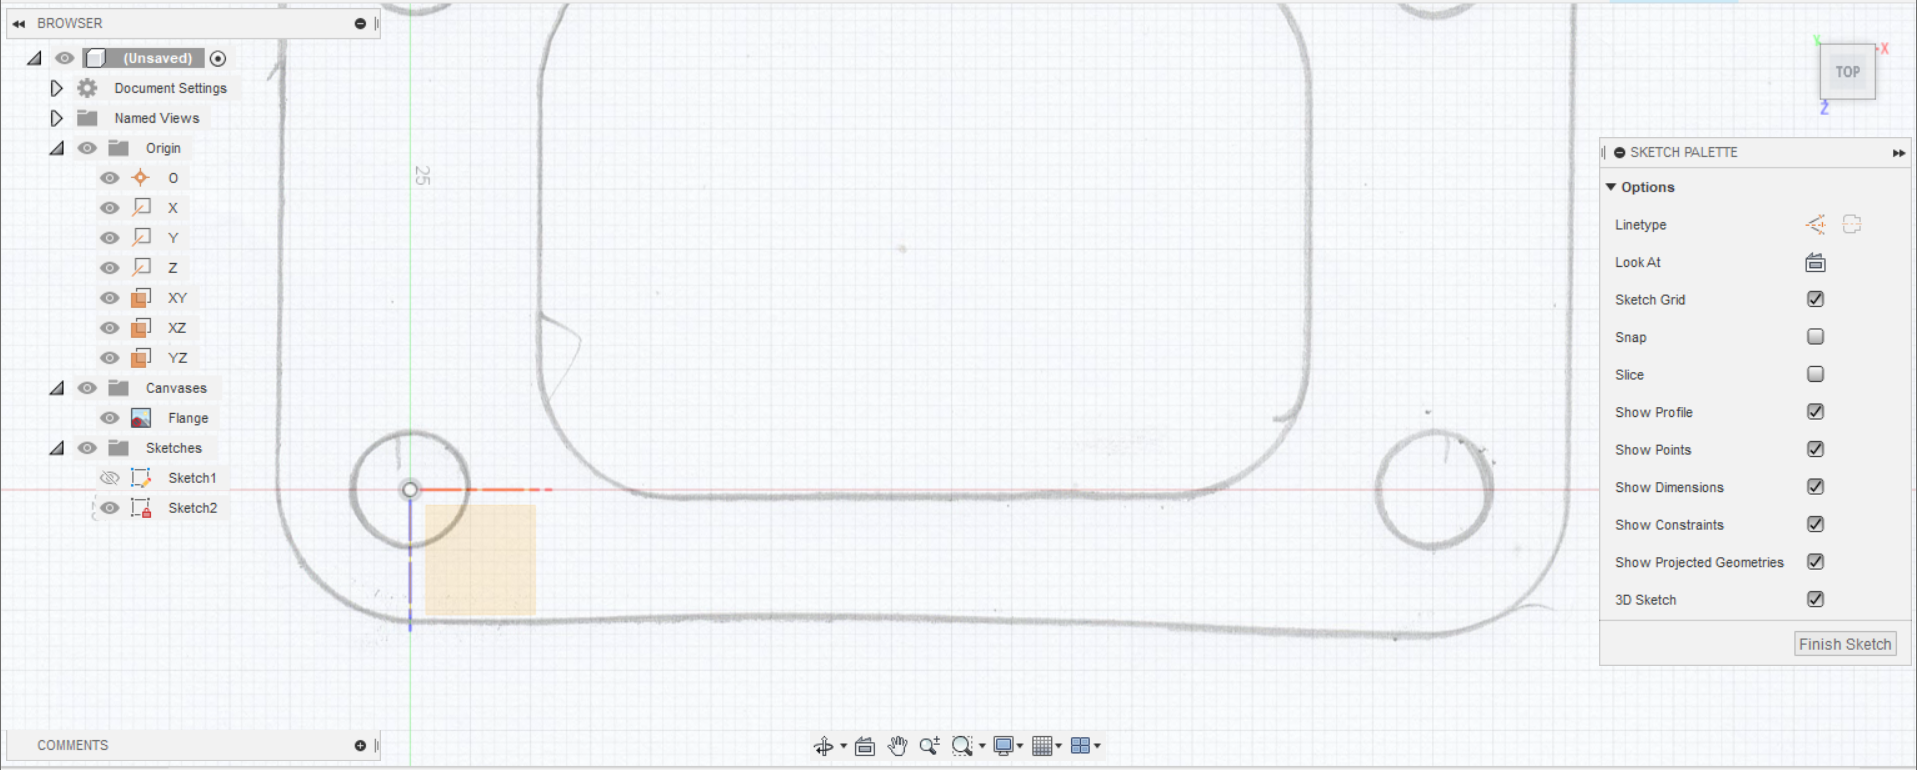 BROWSER
(Unsaved)
Document Settings
Named Views
Origin
O
X
Y
Z
XY
XZ
YZ
Canvases
Flange
Sketches
Sketch1
Sketch2
25
Y
X
TOP
Z
SKETCH PALETTE
Options
Linetype
Look At
Sketch Grid
Snap
Slice
Show Profile
Show Points
Show Dimensions
Show Constraints
Show Projected Geometries
3D Sketch
Finish Sketch
COMMENTS